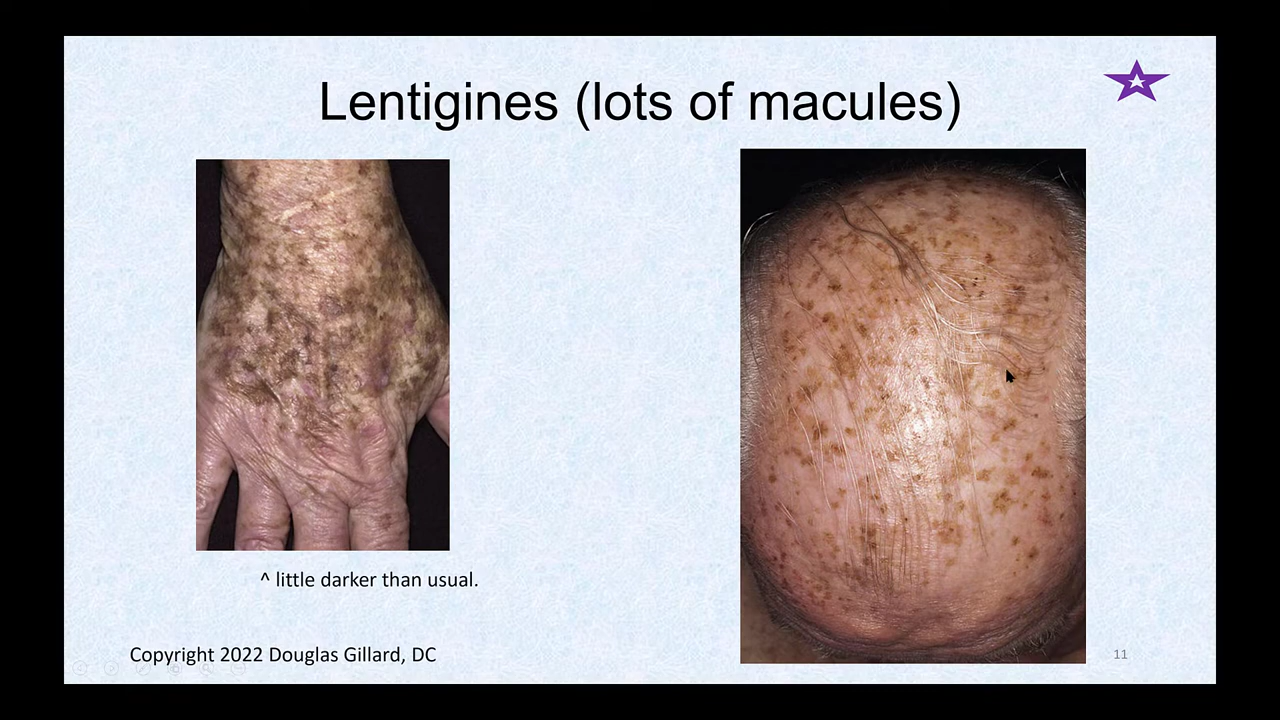 Lentigines (lots of macules)
^ little darker than usual.
Copyright 2022 Douglas Gillard, DC
11